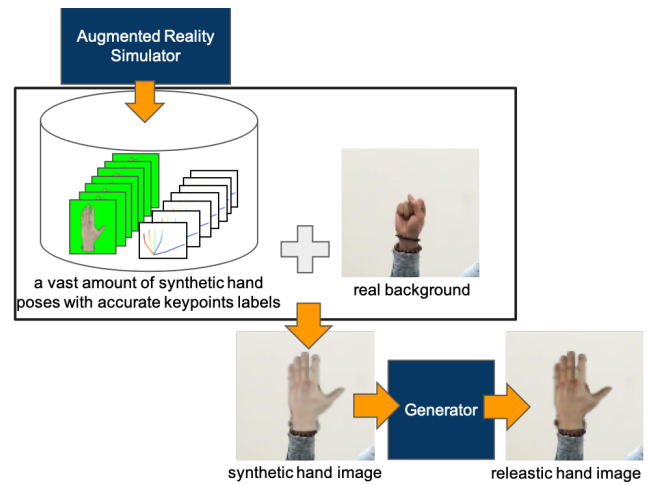 Augmented Reality
Simulator
a vast amount of synthetic hand
poses with accurate keypoints labels
real background
Generator
synthetic hand image
releastic hand image